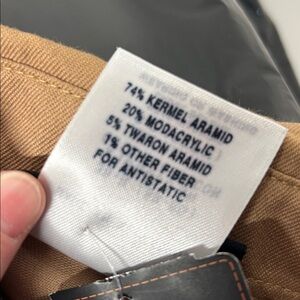 74% KERMEL ARAMID
20% MODACRYLIC
5% TWARON ARAMID
1% OTHER FIBER
FOR ANTISTATIC